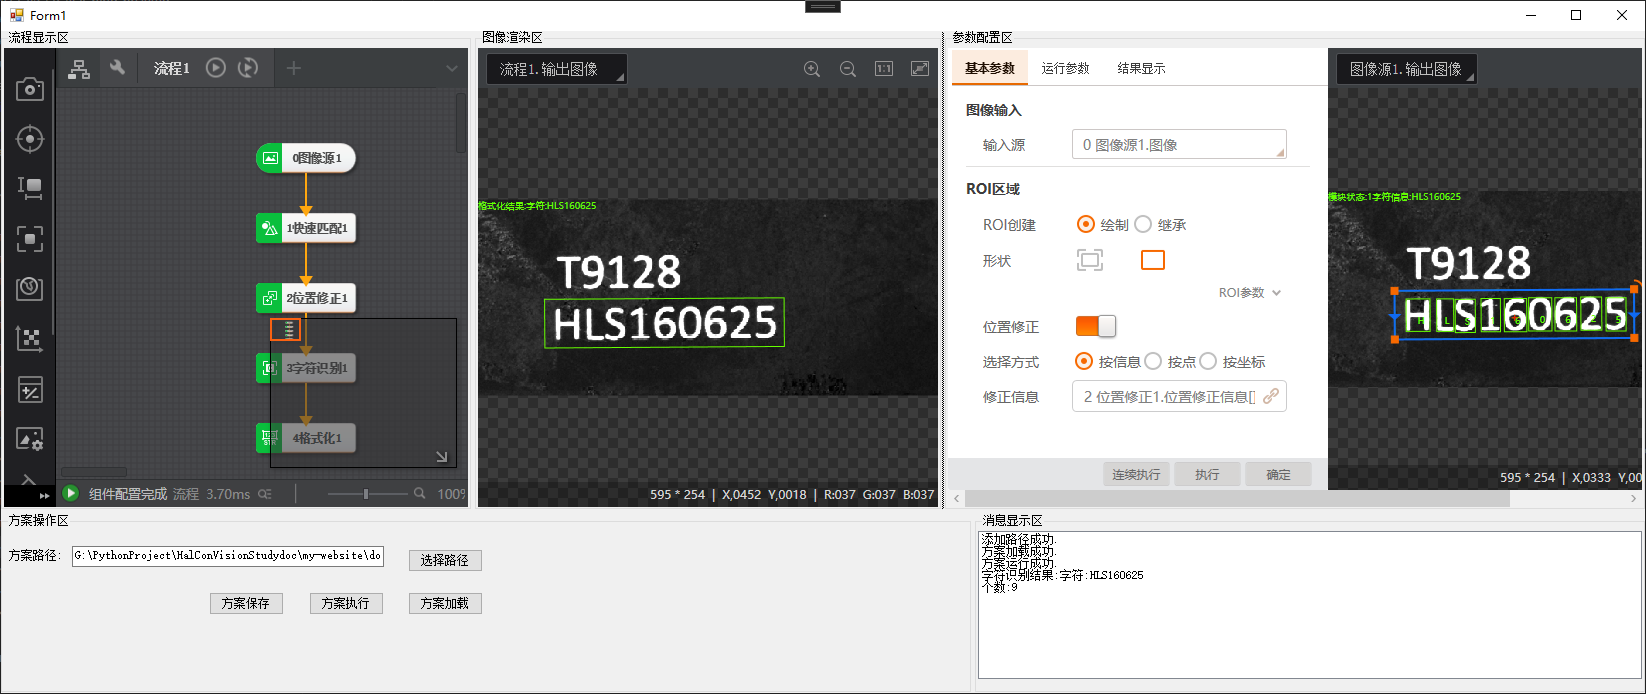 Form1
流程显示区
流程1
0图像源1
1快速匹配1
2位置修正1
3字符识别1
4格式化1
组件配置完成 流程 3.70ms
100%
图像渲染区
流程1.输出图像
1:1
格式化结果:字符:HLS160625
T9128
HLS160625
595 * 254 | X,0452 Y,0018 | R:037 G:037 B:037
参数配置区
基本参数 运行参数 结果显示
图像输入
输入源 0 图像源1.图像
ROI区域
ROI创建 绘制 继承
形状
ROI参数
位置修正
选择方式 按信息 按点 按坐标
修正信息 2 位置修正1.位置修正信息[]
连续执行 执行 确定
图像源1.输出图像
模块状态:1字符信息:HLS160625
T9128
HLS160625
595 * 254 | X,0333 Y,00
方案操作区
方案路径: G:\PythonProject\HalConVisionStudydoc\my-website\do
选择路径
方案保存 方案执行 方案加载
消息显示区
添加路径成功.
方案加载成功.
方案运行成功.
字符识别结果:字符:HLS160625
个数:9